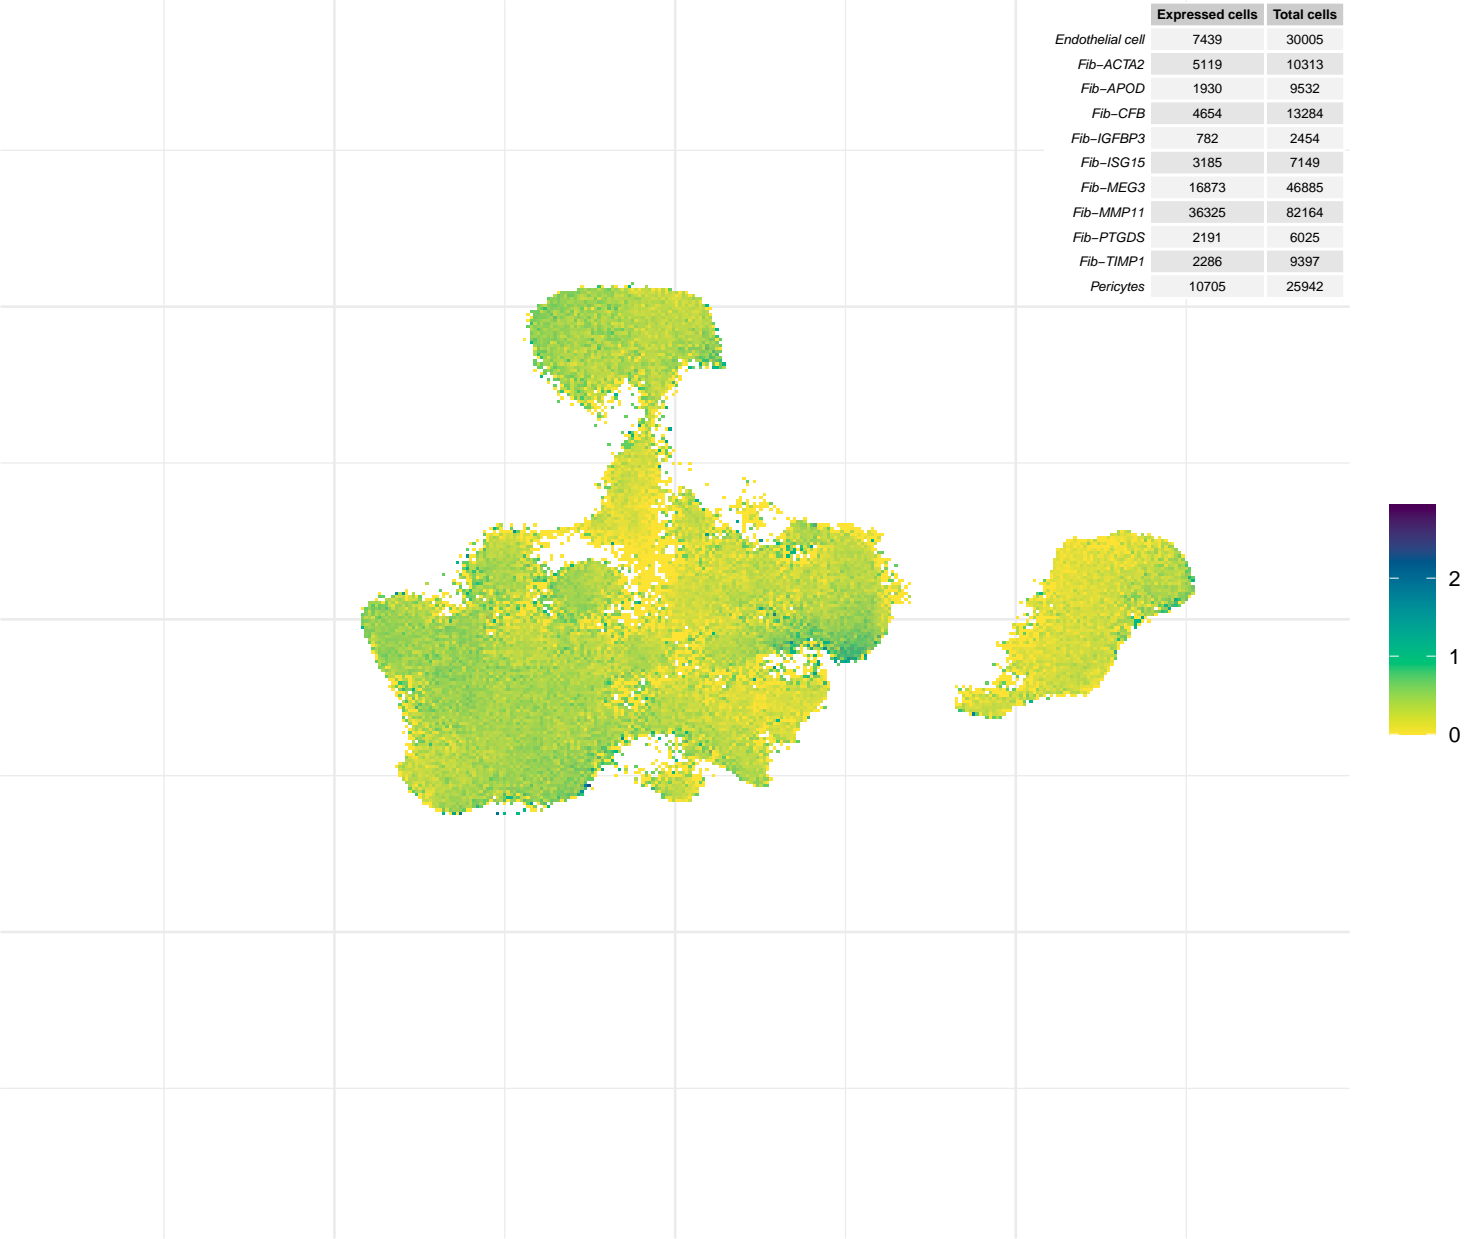 Expressed cells Total cells
Endothelial cell 7439 30005
Fib−ACTA2 5119 10313
Fib−APOD 1930 9532
Fib−CFB 4654 13284
Fib−IGFBP3 782 2454
Fib−ISG15 3185 7149
Fib−MEG3 16873 46885
Fib−MMP11 36325 82164
Fib−PTGDS 2191 6025
Fib−TIMP1 2286 9397
Pericytes 10705 25942
2
1
0